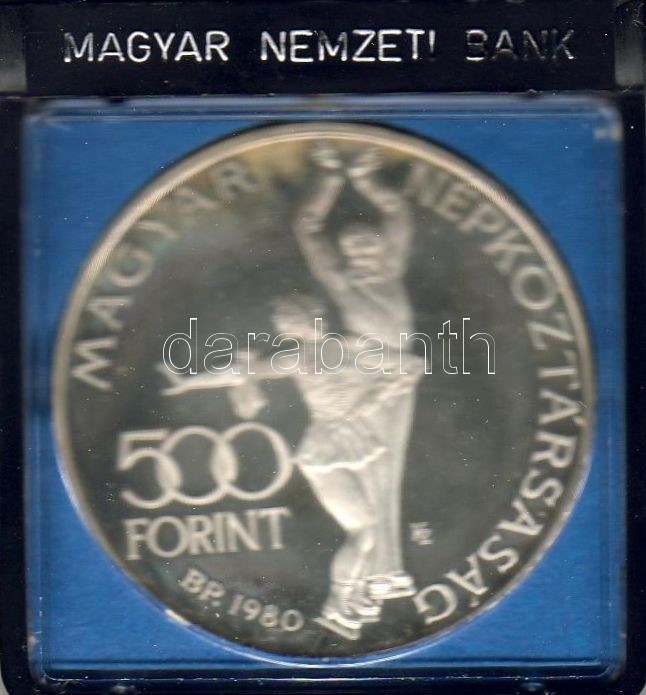 MAGYAR NEMZETI BANK
MAGYAR NÉPKÖZTÁRSASÁG
darabanth
500
FORINT
BP. 1980